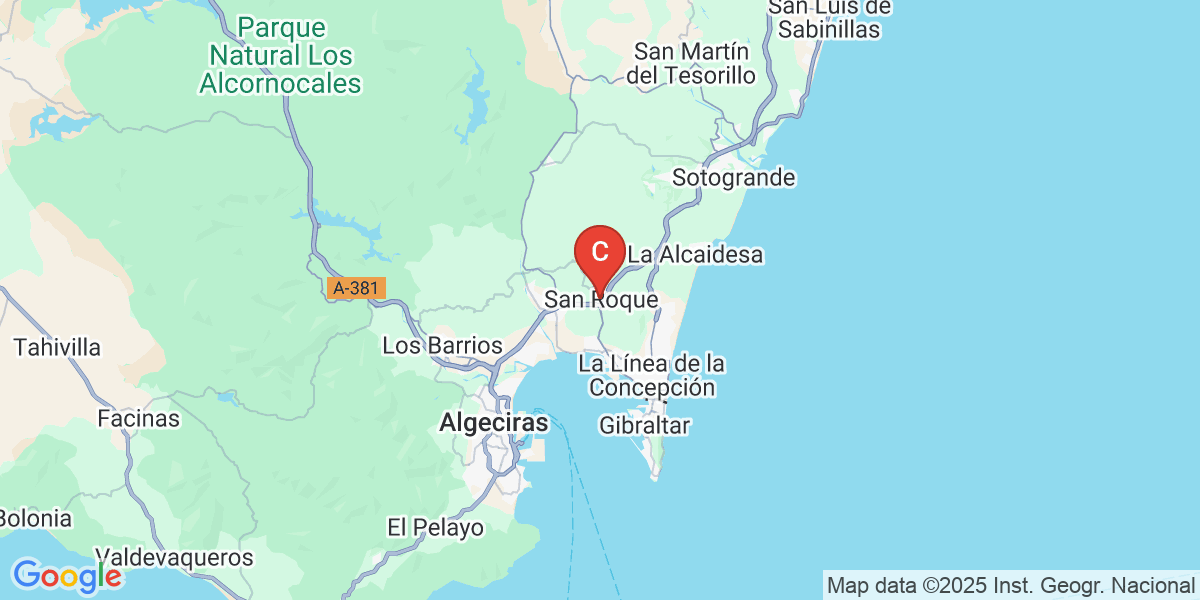 San Luis de
Sabinillas
Parque
Natural Los
Alcornocales
San Martín
del Tesorillo
Sotogrande
C
La Alcaidesa
A-381
San Roque
Tahivilla
Los Barrios
La Línea de la
Concepción
Facinas
Algeciras
Gibraltar
Bolonia
El Pelayo
Valdevaqueros
Google
Map data ©2025 Inst. Geogr. Nacional